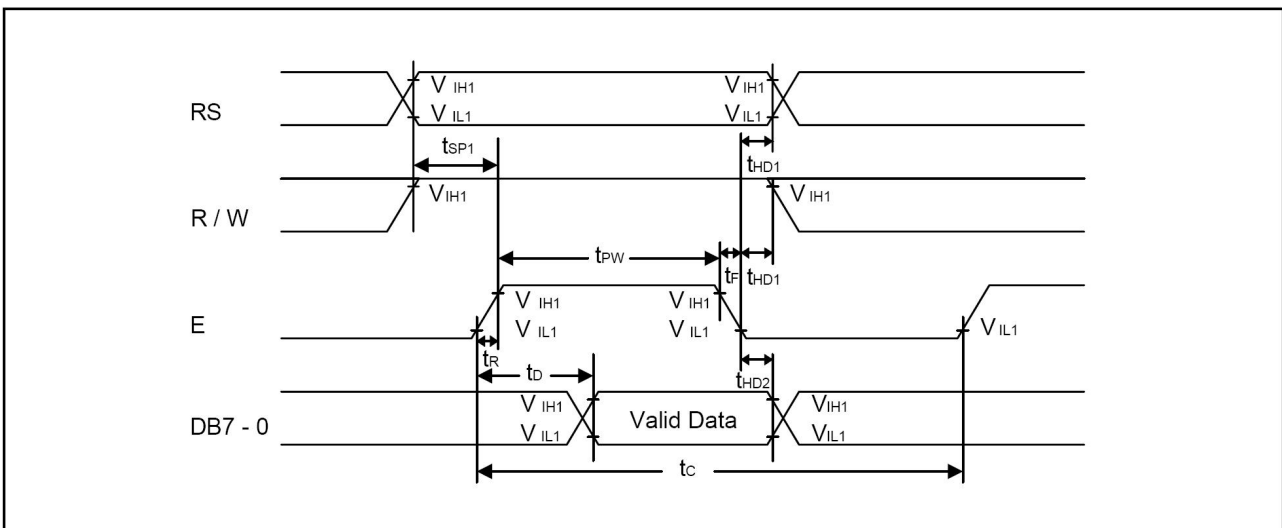 RS
V IH1
V IL1
V IH1
V IL1
tSP1
tHD1
R / W
VIH1
VIH1
tPW
tF
tHD1
E
V IH1
V IL1
V IH1
V IL1
V IL1
tR
tD
tHD2
DB7 - 0
V IH1
V IL1
Valid Data
VIH1
VIL1
tC